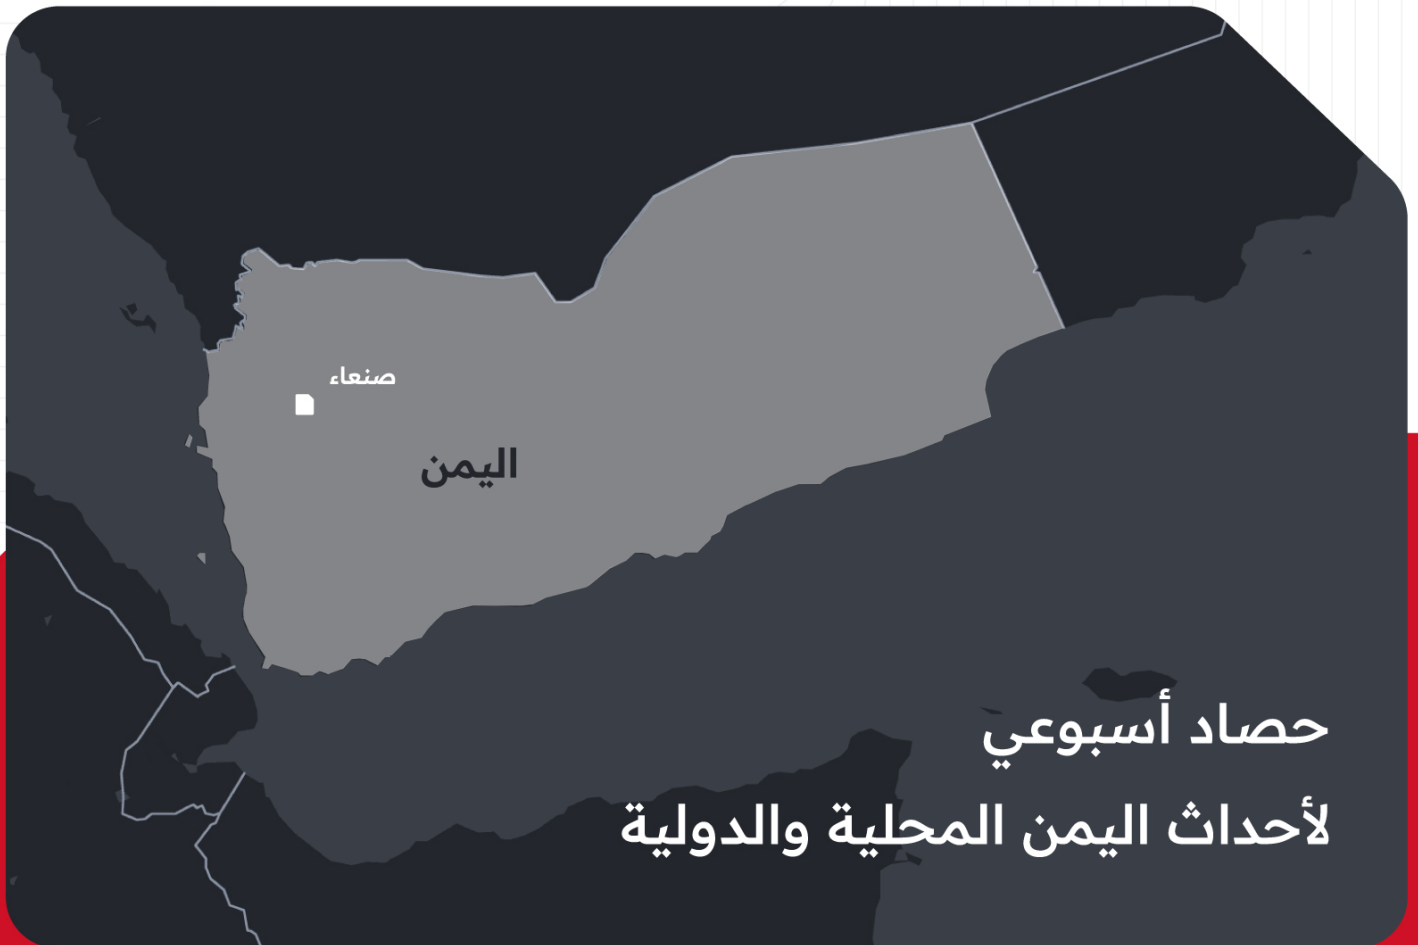 صنعاء
اليمن
حصاد أسبوعي
لأحداث اليمن المحلية والدولية